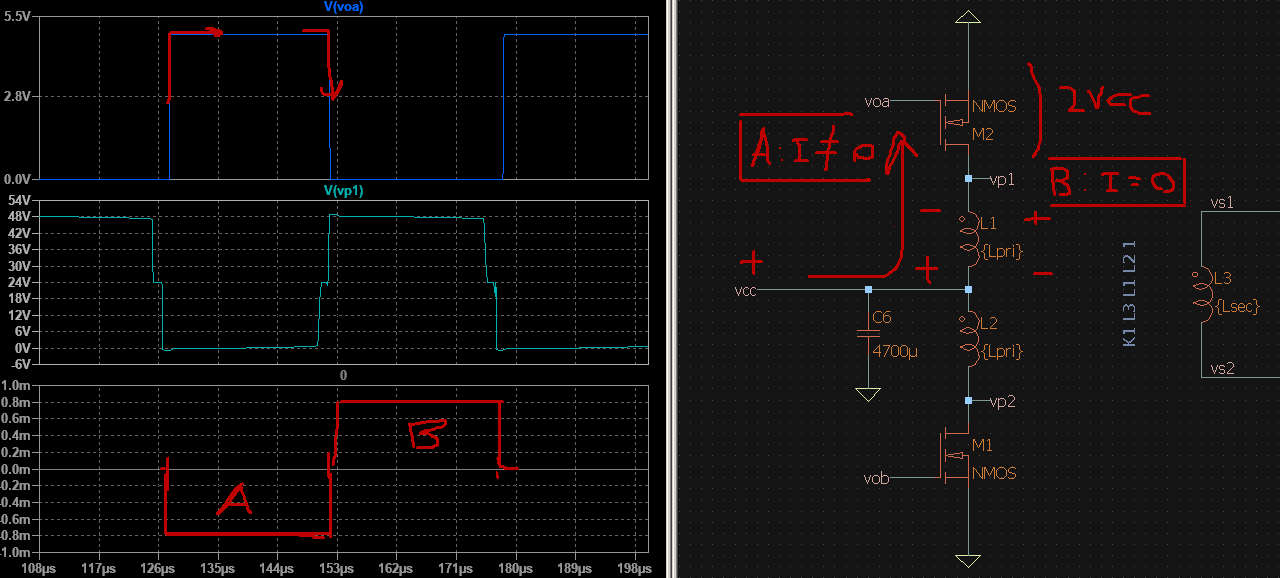 V(voa)
5.5V
2.8V
0.0V
V(vp1)
54V
48V
42V
36V
30V
24V
18V
12V
6V
0V
-6V
0
1.0m
0.8m
0.6m
0.4m
0.2m
0.0m
-0.2m
-0.4m
-0.6m
-0.8m
-1.0m
A
B
108µs
117µs
126µs
135µs
144µs
153µs
162µs
171µs
180µs
189µs
198µs
voa
NMOS
M2
2VCC
A: I ≠ 0
B: I=0
vp1
- +
L1
{Lpri}
+ + -
vcc
C6
4700µ
L2
{Lpri}
K1 L3 L1 L2 1
vs1
L3
{Lsec}
vs2
vp2
M1
NMOS
vob